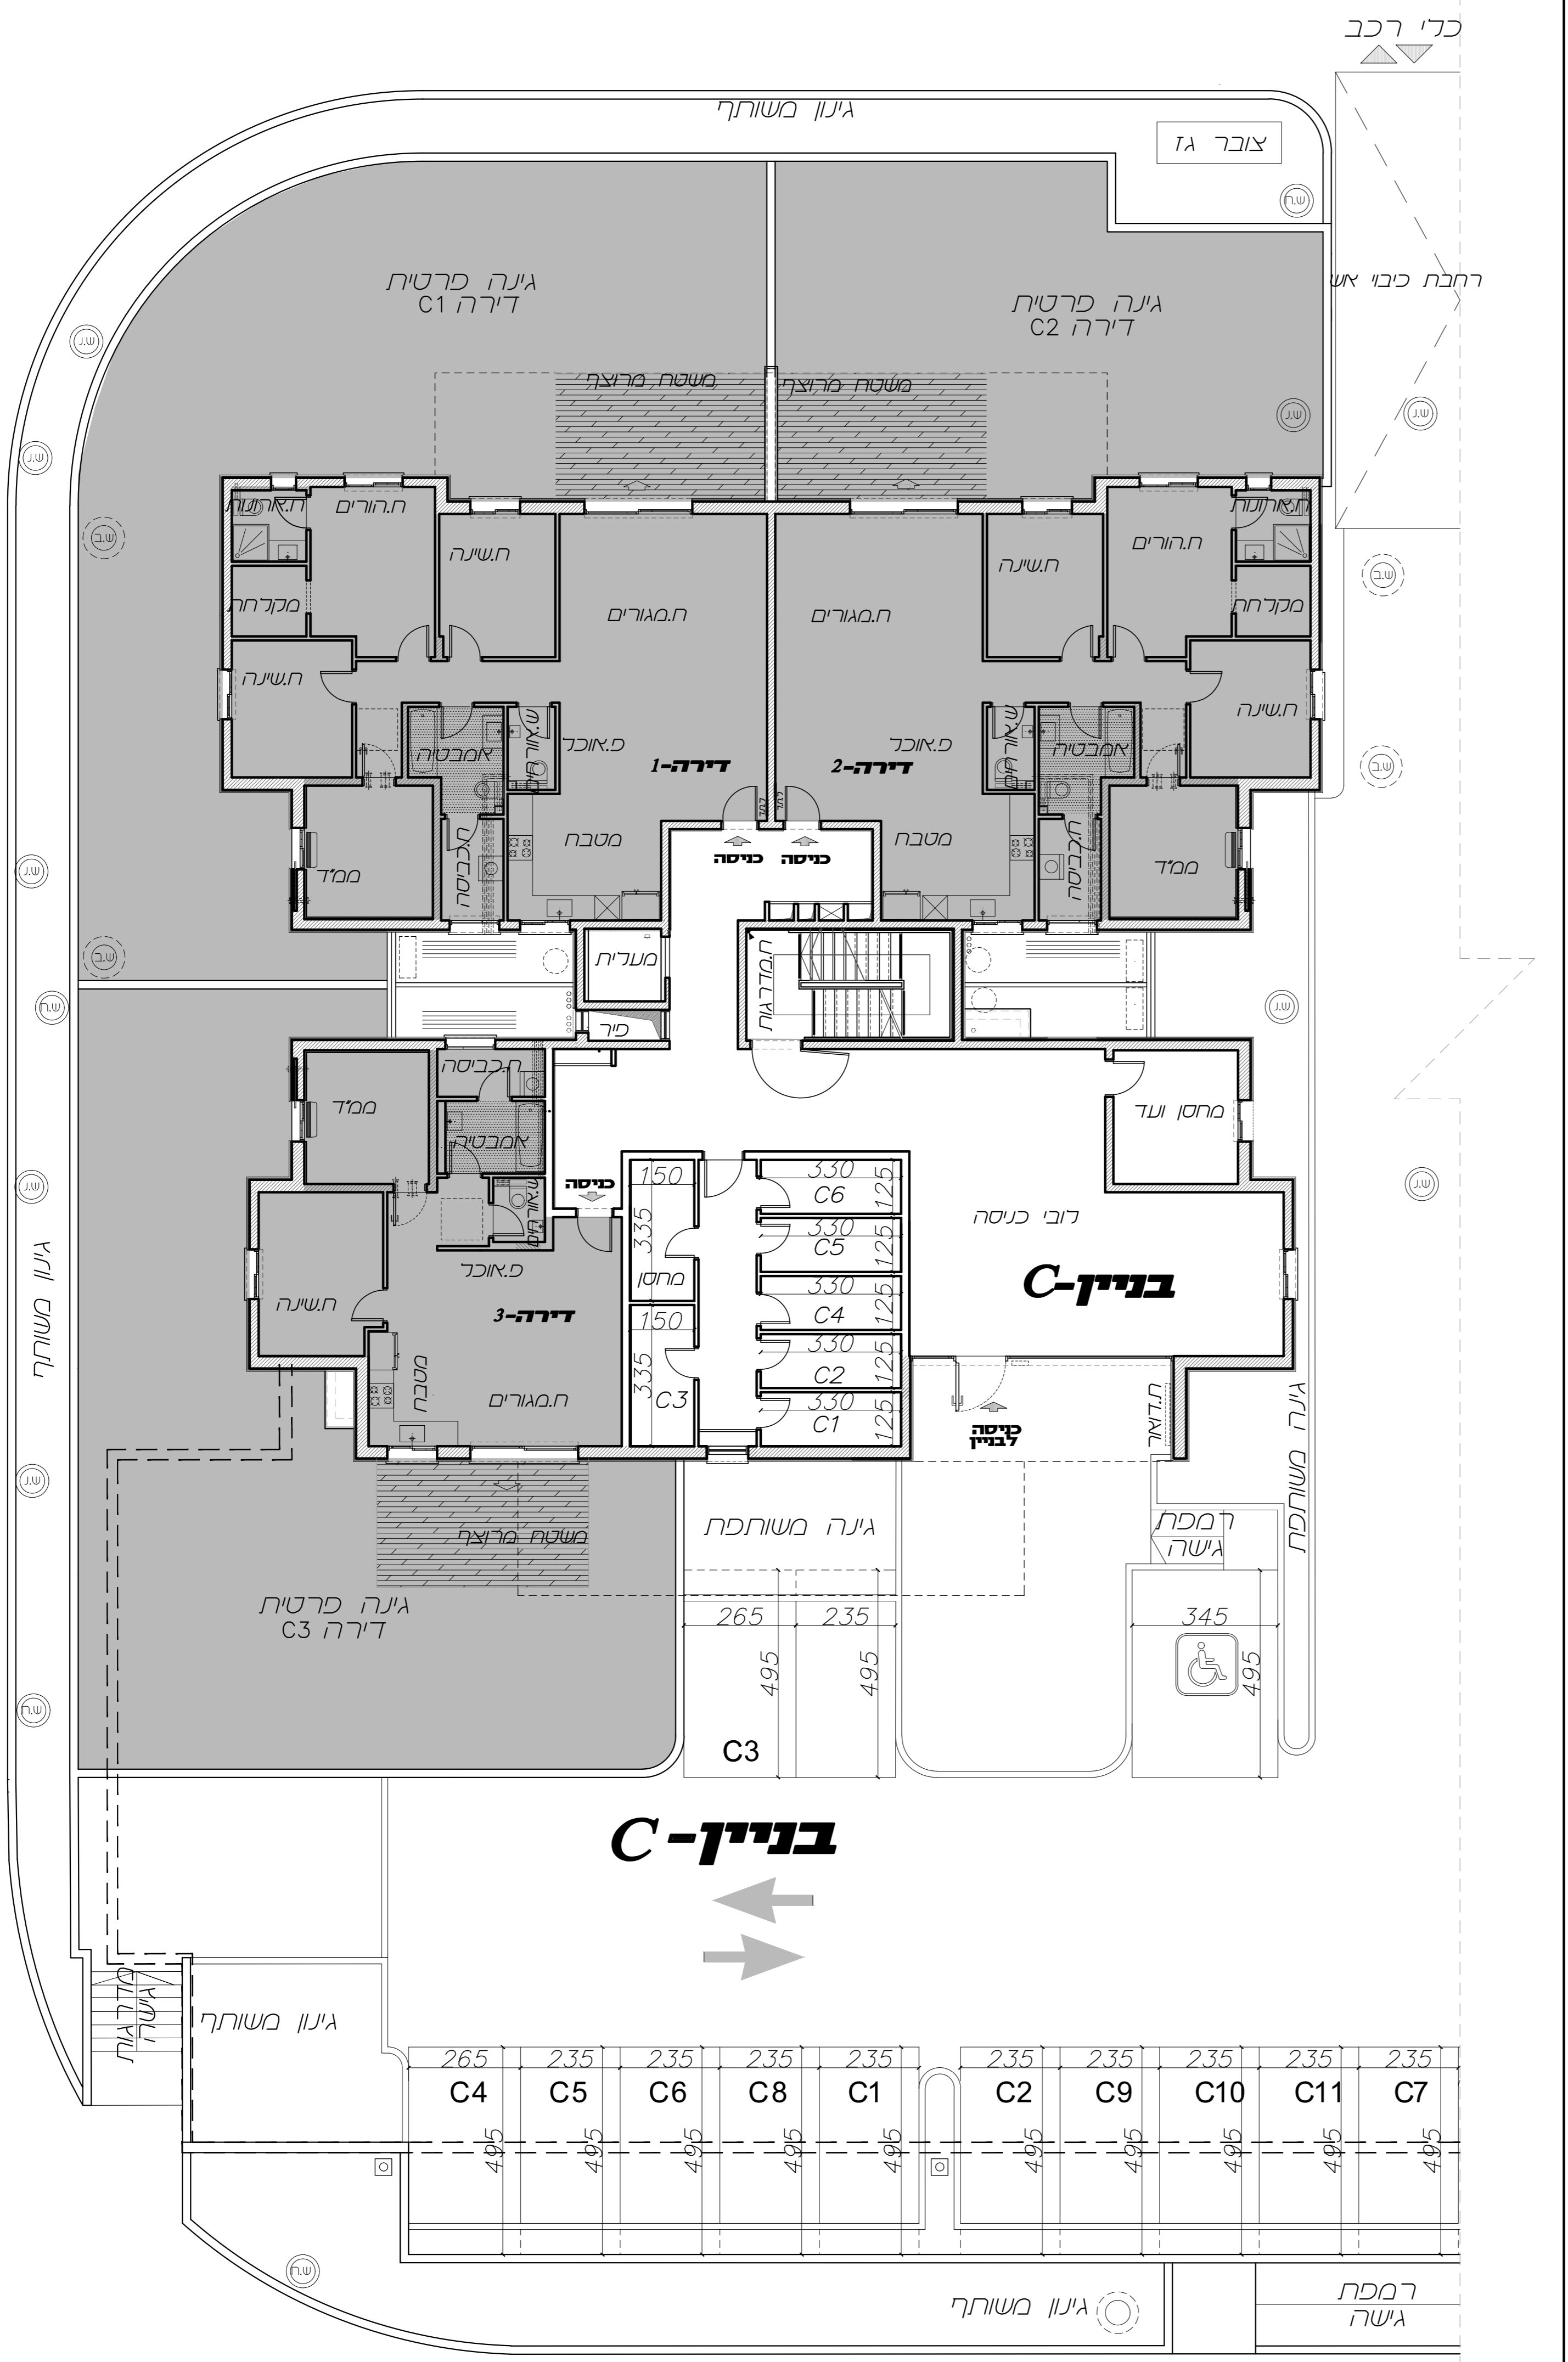 כלי רכב
גינון משותף
צובר גז
ש.ח
רחבת כיבוי אש
גינה פרטית
דירה C1
גינה פרטית
דירה C2
ש.נ
ש.נ
ש.נ
ש.נ
משטח מרוצף
משטח מרוצף
ש.ב
ש.ב
ח.ארונות
ח.הורים
ח.שינה
ח.מגורים
מקלחת
ח.שינה
אמבטיה
פ.אוכל
דירה-1
ממ"ד
ח.כביסה
מטבח
כניסה
ח.ארונות
ח.הורים
ח.שינה
ח.מגורים
מקלחת
ח.שינה
אמבטיה
פ.אוכל
דירה-2
ממ"ד
ח.כביסה
מטבח
כניסה
ש.ב
ש.נ
ש.ב
ש.ח
ש.נ
מעלית
פיר
ח.מדרגות
ח.כביסה
ממ"ד
אמבטיה
כניסה
פ.אוכל
דירה-3
ח.שינה
מטבח
ח.מגורים
מחסן ועד
לובי כניסה
בניין-C
150
335
מחסן
150
335
C3
330
125
C6
330
125
C5
330
125
C4
330
125
C2
330
125
C1
כניסה
לבניין
ת.דואר
ש.נ
ש.נ
ש.נ
ש.ח
גינון משותף
גינה משותפת
גינה משותפת
רמפת
גישה
משטח מרוצף
גינה פרטית
דירה C3
265
235
345
495
495
495
C3
בניין-C
מדרגות
גישה
גינון משותף
265 235 235 235 235 235 235 235 235 235
C4 C5 C6 C8 C1 C2 C9 C10 C11 C7
495 495 495 495 495 495 495 495 495 495
ש.ח
גינון משותף
רמפת
גישה